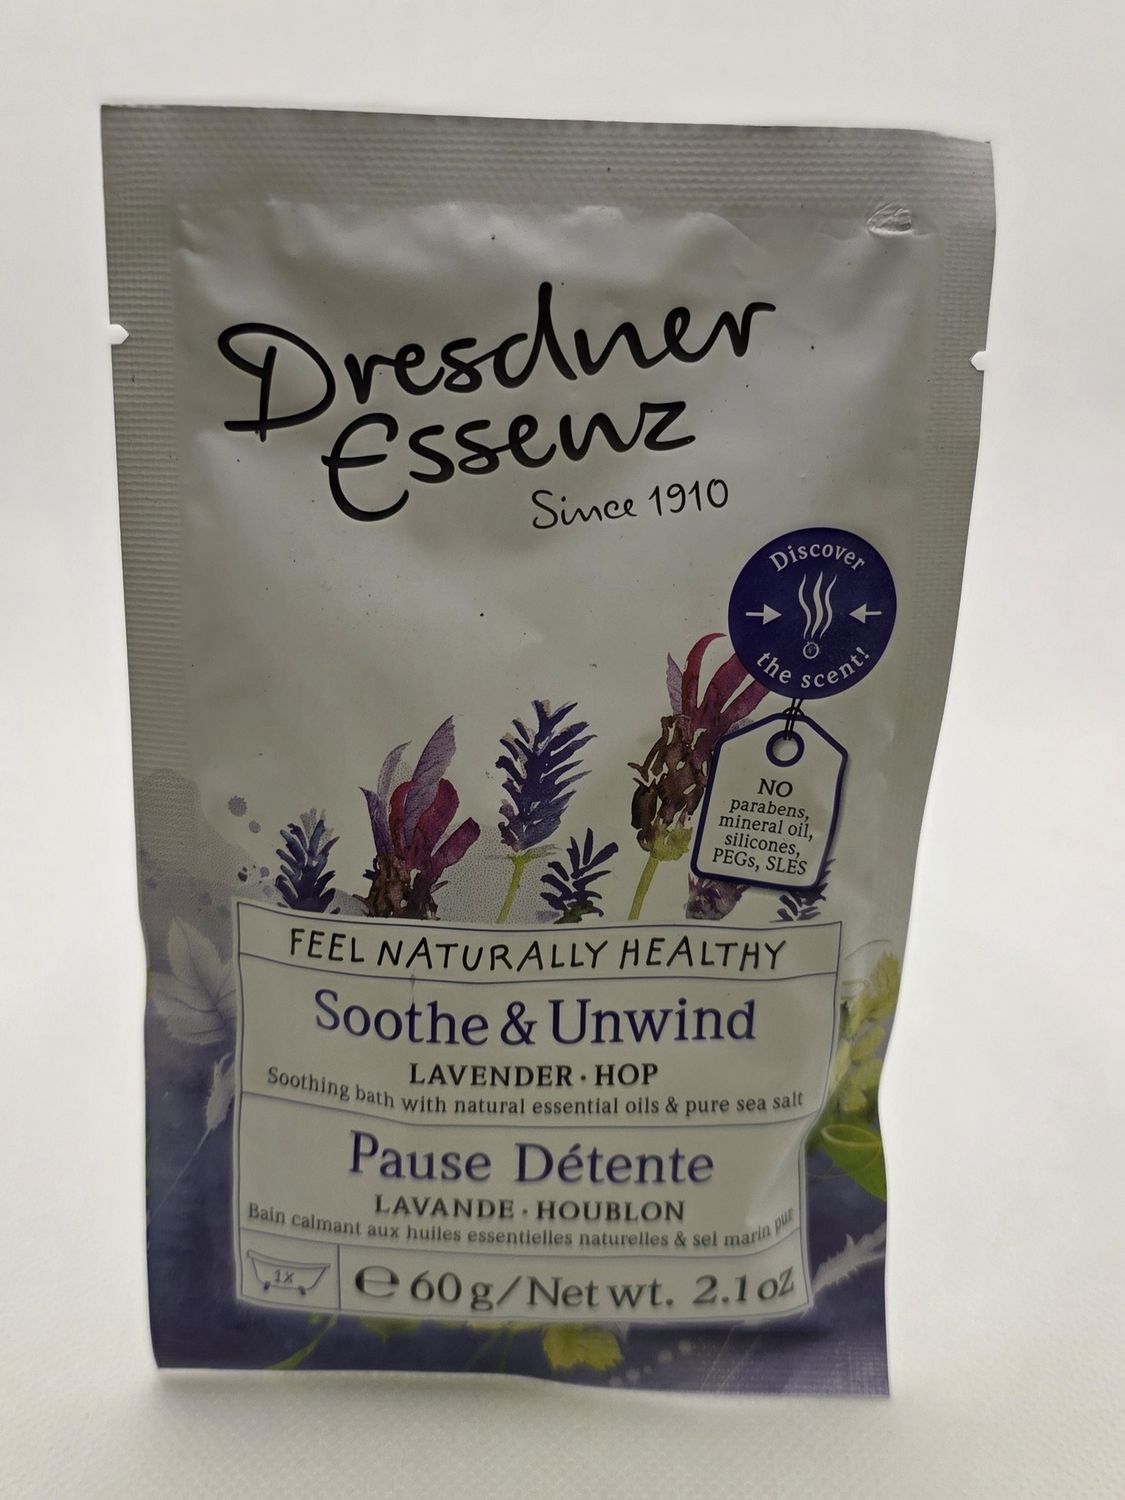 Dresdner
Essenz
Since 1910
Discover
the scent!
NO
parabens,
mineral oil,
silicones,
PEGs, SLES
FEEL NATURALLY HEALTHY
Soothe & Unwind
LAVENDER · HOP
Soothing bath with natural essential oils & pure sea salt
Pause Détente
LAVANDE · HOUBLON
Bain calmant aux huiles essentielles naturelles & sel marin pur
1X
℮ 60 g/Net wt. 2.1 oz